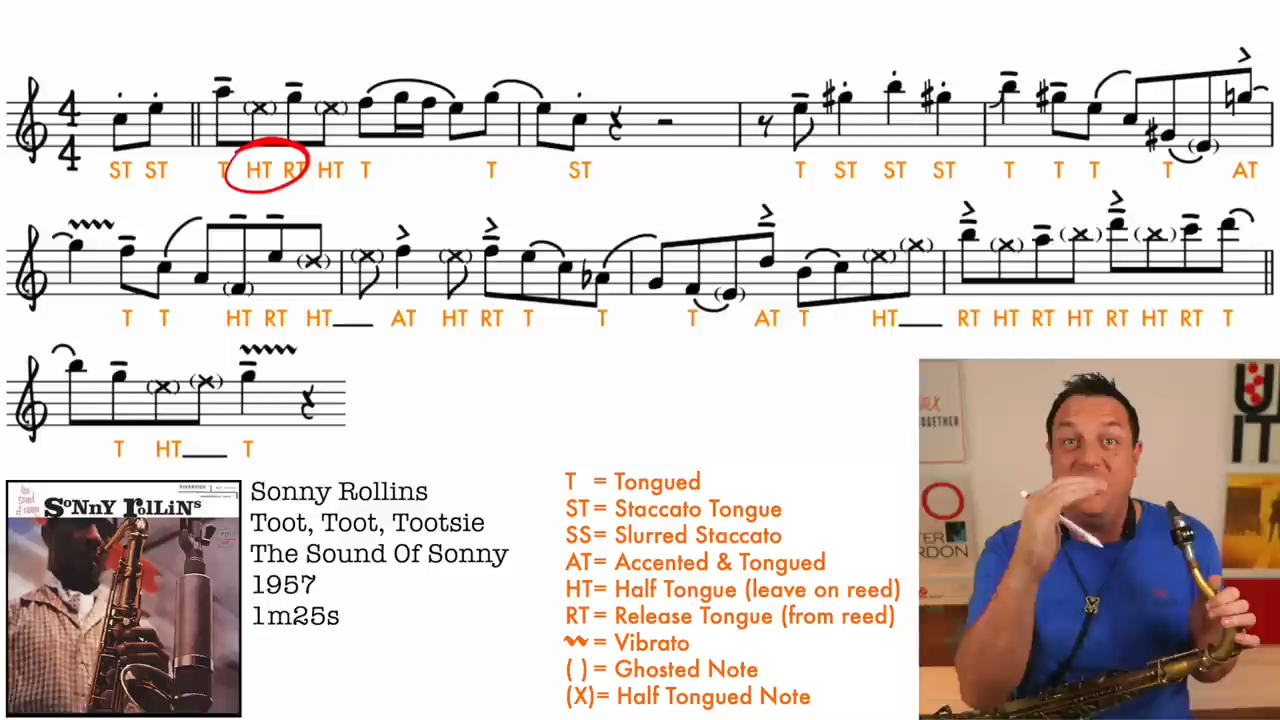 4 4
ST ST T HT RT HT T T ST T ST ST ST T T T T AT
T T HT RT HT AT HT RT T T T AT T HT RT HT RT HT RT HT RT T
T HT T
SoNNy RolLiNs
Sonny Rollins
Toot, Toot, Tootsie
The Sound Of Sonny
1957
1m25s
T = Tongued
ST = Staccato Tongue
SS = Slurred Staccato
AT = Accented & Tongued
HT = Half Tongue (leave on reed)
RT = Release Tongue (from reed)
= Vibrato
( ) = Ghosted Note
(X) = Half Tongued Note